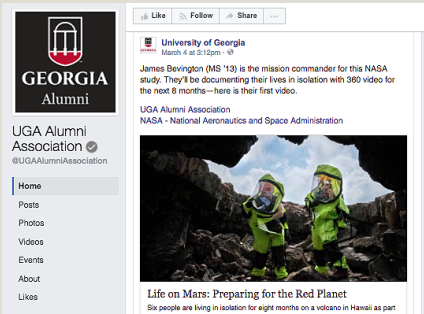 GEORGIA
Alumni
UGA Alumni
Association
@UGAAlumniAssociation
Home
Posts
Photos
Videos
Events
About
Likes
Like Follow Share
University of Georgia
March 4 at 3:12pm ·
James Bevington (MS '13) is the mission commander for this NASA
study. They'll be documenting their lives in isolation with 360 video for
the next 8 months—here is their first video.
UGA Alumni Association
NASA - National Aeronautics and Space Administration
Life on Mars: Preparing for the Red Planet
Six people are living in isolation for eight months on a volcano in Hawaii as part